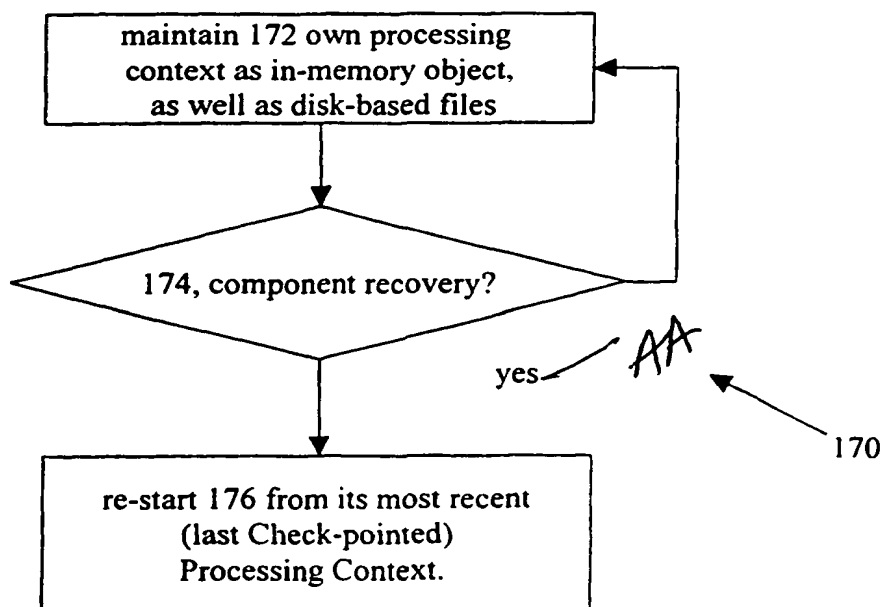 maintain 172 own processing
context as in-memory object,
as well as disk-based files
174, component recovery?
yes
AA
170
re-start 176 from its most recent
(last Check-pointed)
Processing Context.